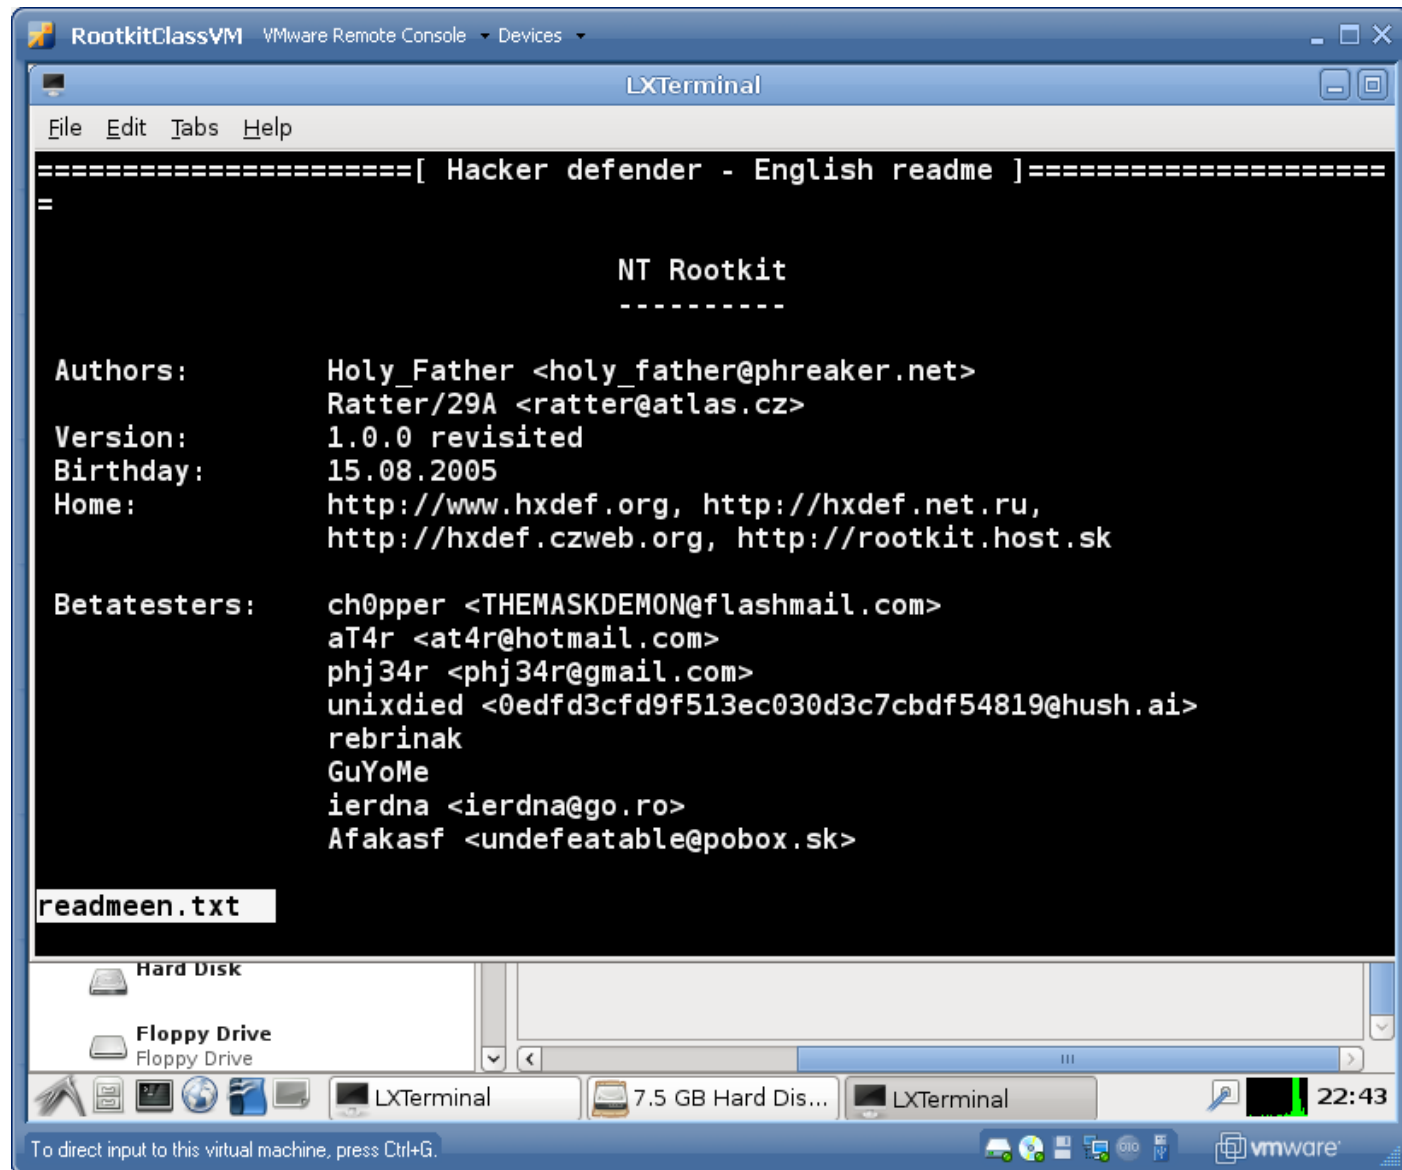 RootkitClassVM VMware Remote Console Devices
LXTerminal
File Edit Tabs Help
======================[ Hacker defender - English readme ]=====================
=
NT Rootkit
----------
Authors: Holy_Father <holy_father@phreaker.net>
Ratter/29A <ratter@atlas.cz>
Version: 1.0.0 revisited
Birthday: 15.08.2005
Home: http://www.hxdef.org, http://hxdef.net.ru,
http://hxdef.czweb.org, http://rootkit.host.sk
Betatesters: ch0pper <THEMASKDEMON@flashmail.com>
aT4r <at4r@hotmail.com>
phj34r <phj34r@gmail.com>
unixdied <0edfd3cfd9f513ec030d3c7cbdf54819@hush.ai>
rebrinak
GuYoMe
ierdna <ierdna@go.ro>
Afakasf <undefeatable@pobox.sk>
readmeen.txt
Hard Disk
Floppy Drive
Floppy Drive
LXTerminal 7.5 GB Hard Dis... LXTerminal 22:43
To direct input to this virtual machine, press Ctrl+G. vmware